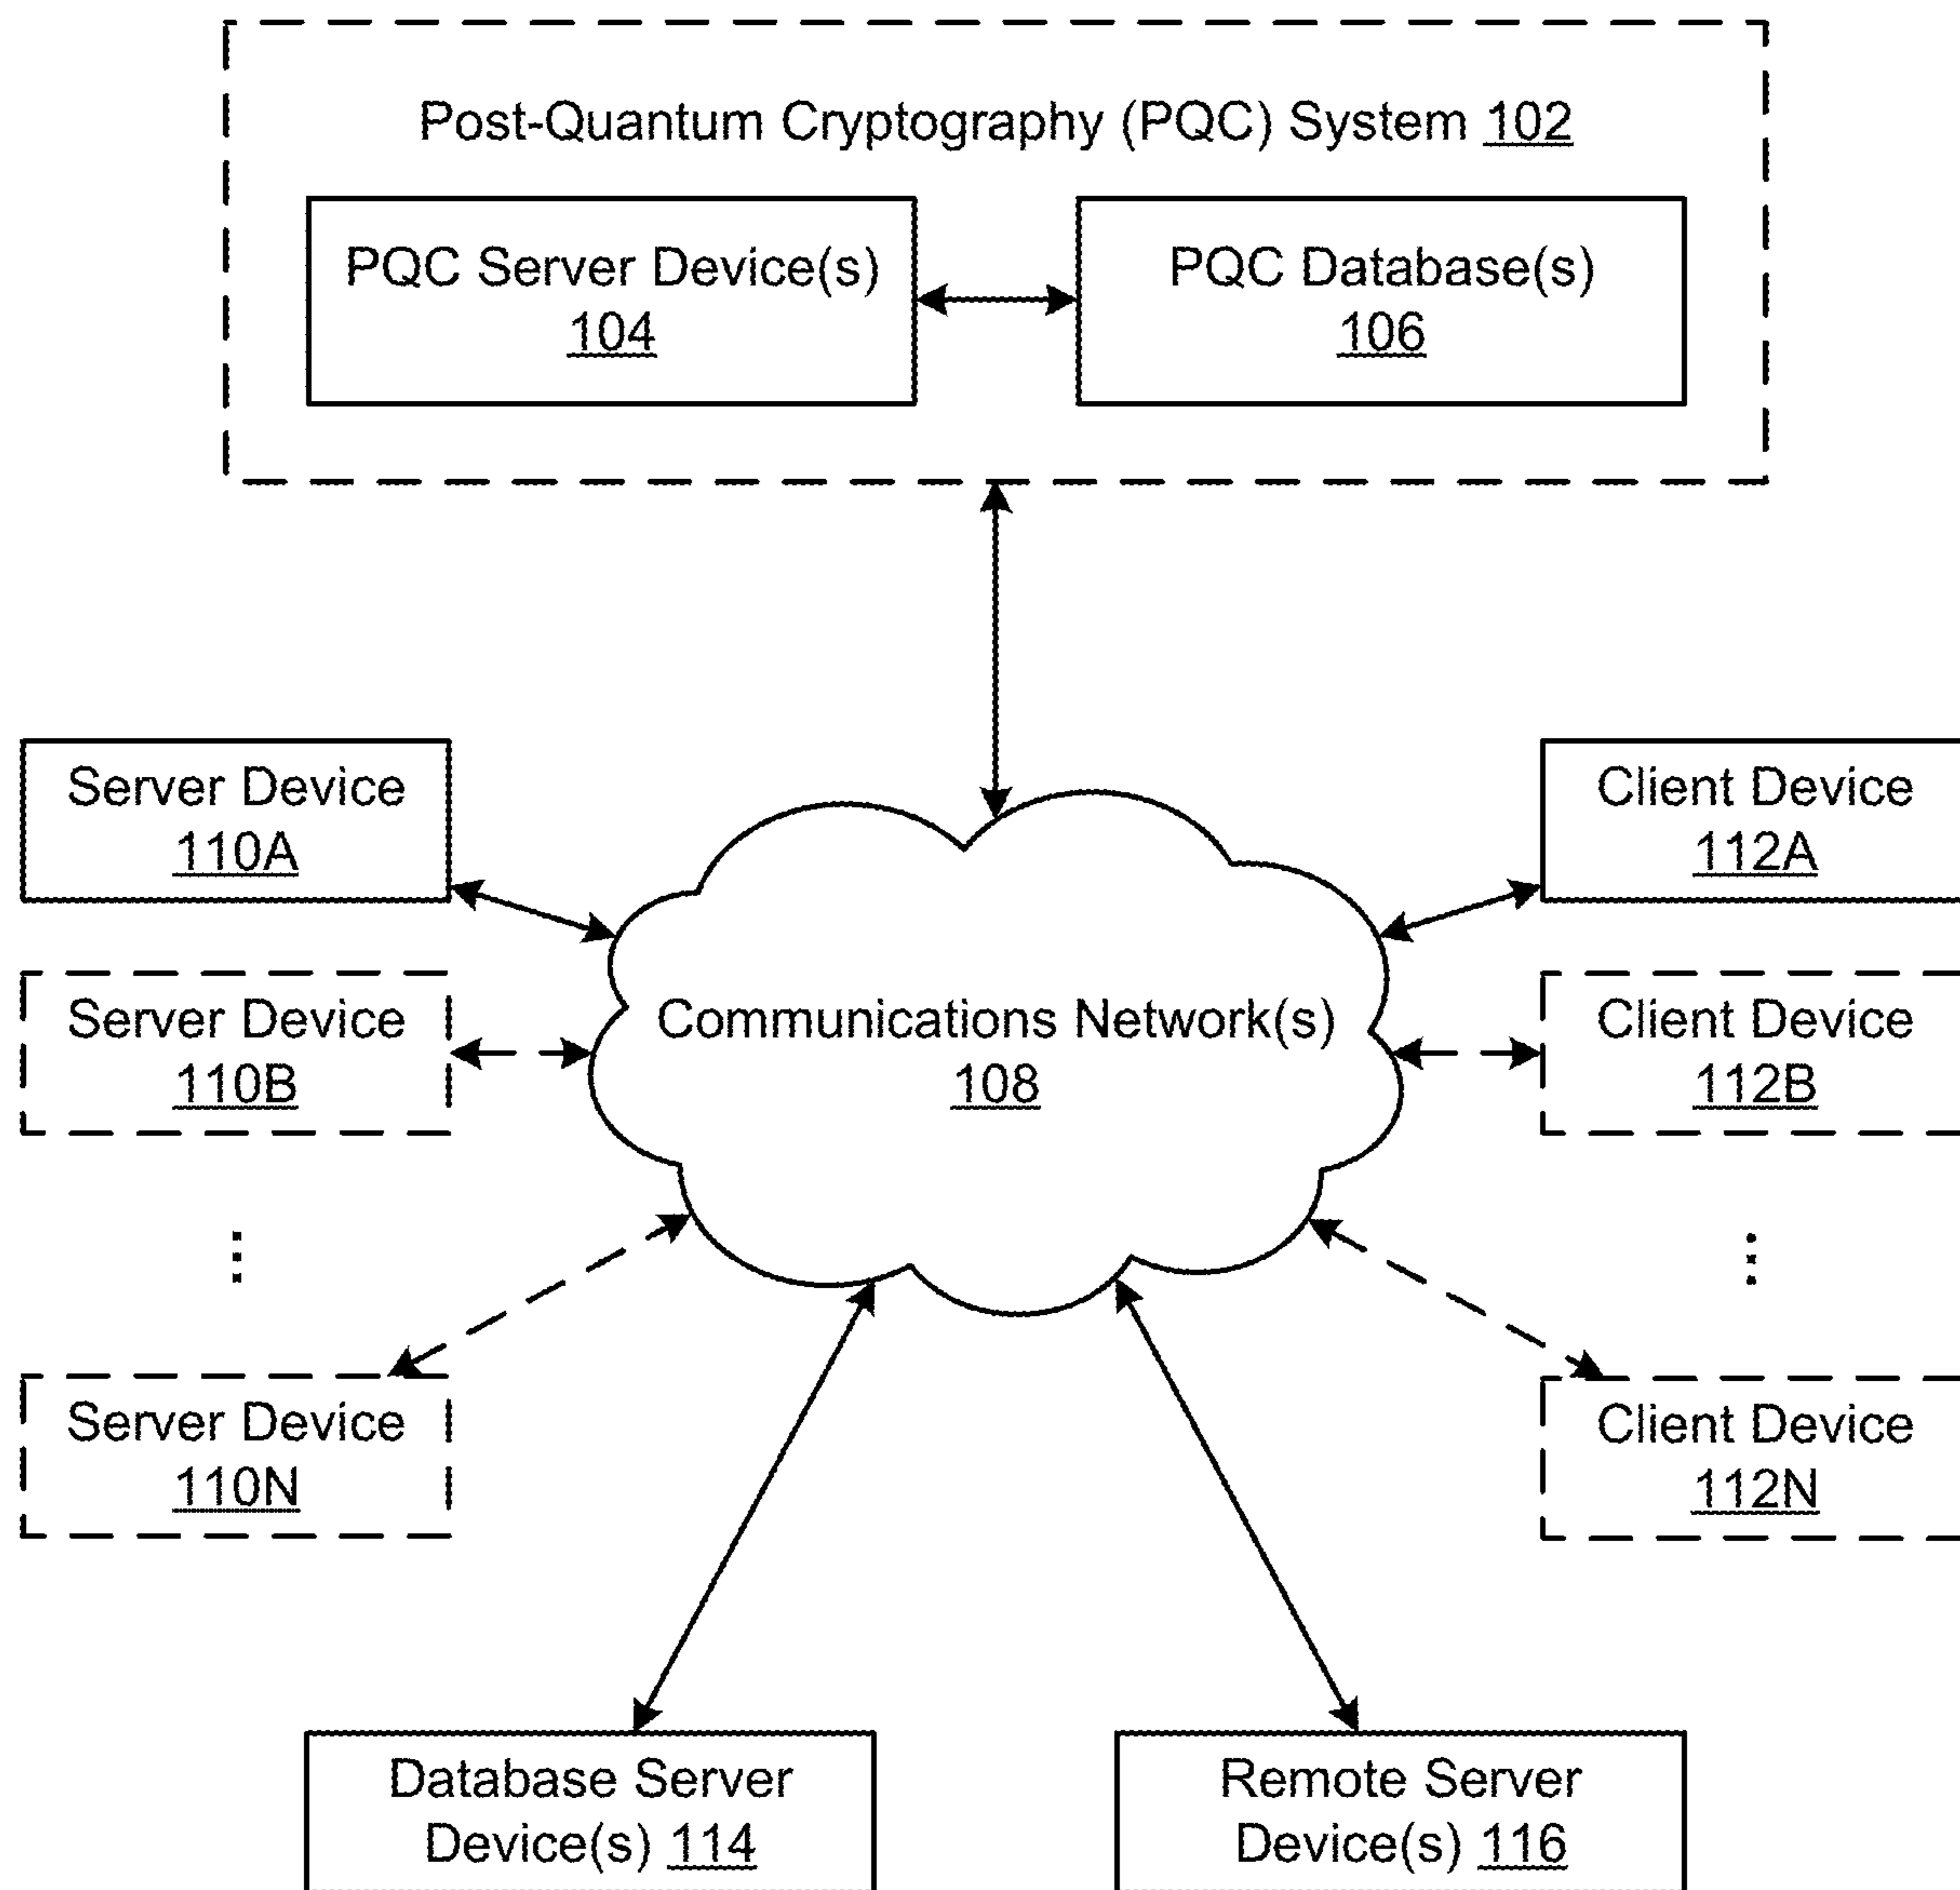 Post-Quantum Cryptography (PQC) System 102
PQC Server Device(s)
104
PQC Database(s)
106
Server Device
110A
Client Device
112A
Server Device
110B
Communications Network(s)
108
Client Device
112B
Server Device
110N
Client Device
112N
Database Server
Device(s) 114
Remote Server
Device(s) 116